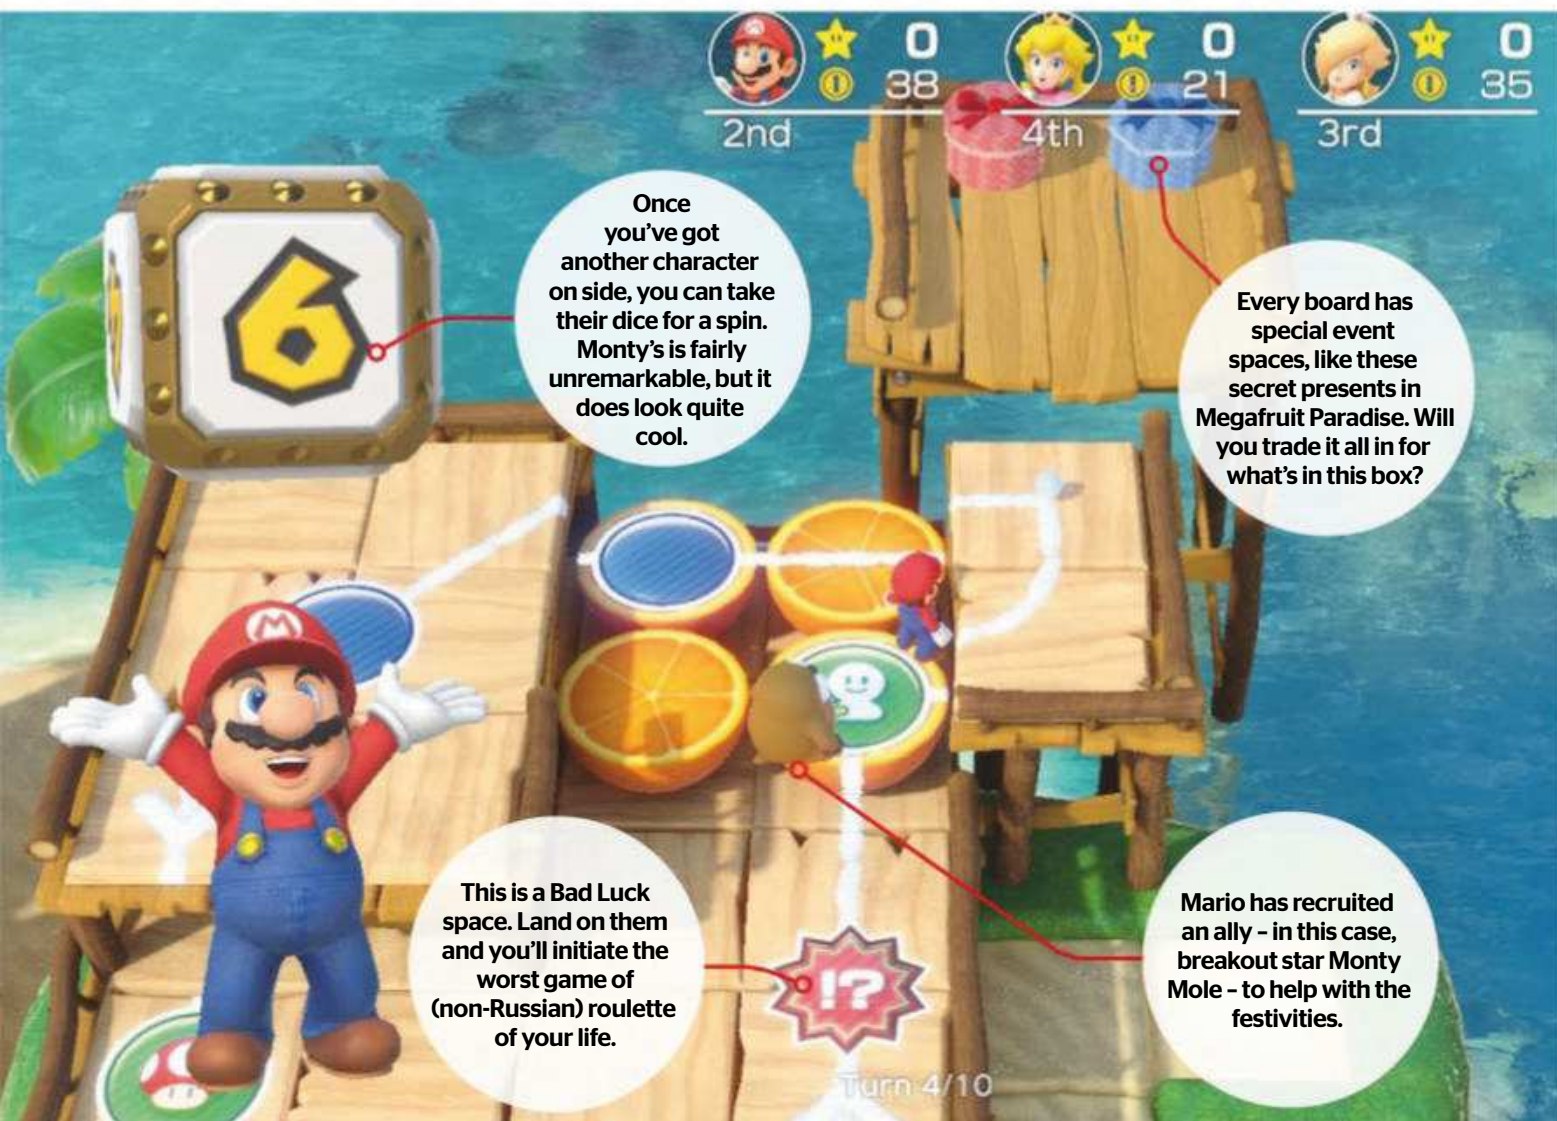 0
38
2nd
0
21
4th
0
35
3rd
6
Once
you've got
another character
on side, you can take
their dice for a spin.
Monty's is fairly
unremarkable, but it
does look quite
cool.
Every board has
special event
spaces, like these
secret presents in
Megafruit Paradise. Will
you trade it all in for
what's in this box?
M
This is a Bad Luck
space. Land on them
and you'll initiate the
worst game of
(non-Russian) roulette
of your life.
!?
Mario has recruited
an ally – in this case,
breakout star Monty
Mole – to help with the
festivities.
Turn 4/10